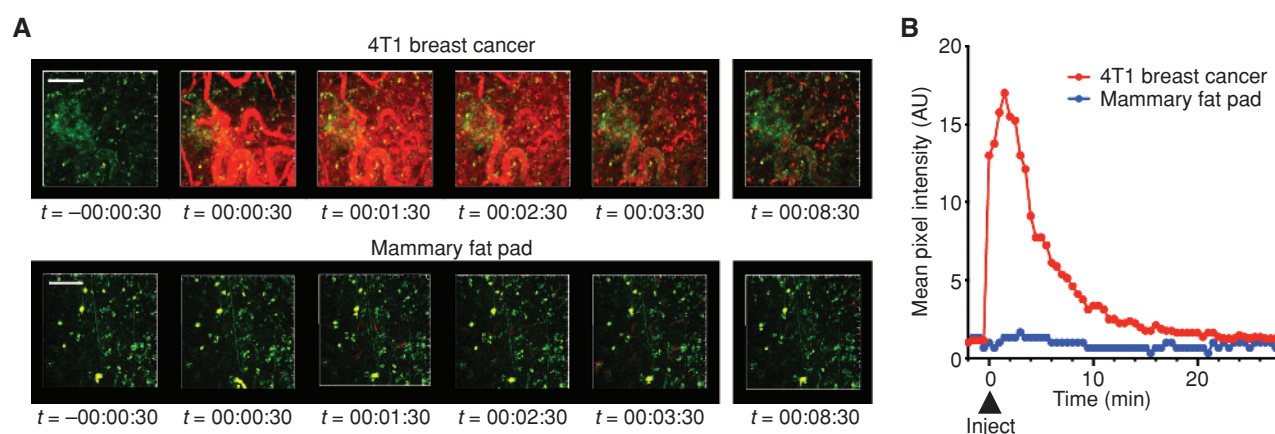 A
4T1 breast cancer
t = –00:00:30 t = 00:00:30 t = 00:01:30 t = 00:02:30 t = 00:03:30 t = 00:08:30
Mammary fat pad
t = –00:00:30 t = 00:00:30 t = 00:01:30 t = 00:02:30 t = 00:03:30 t = 00:08:30
B
Mean pixel intensity (AU)
20
15
10
5
0
4T1 breast cancer
Mammary fat pad
0 10 20
Time (min)
Inject